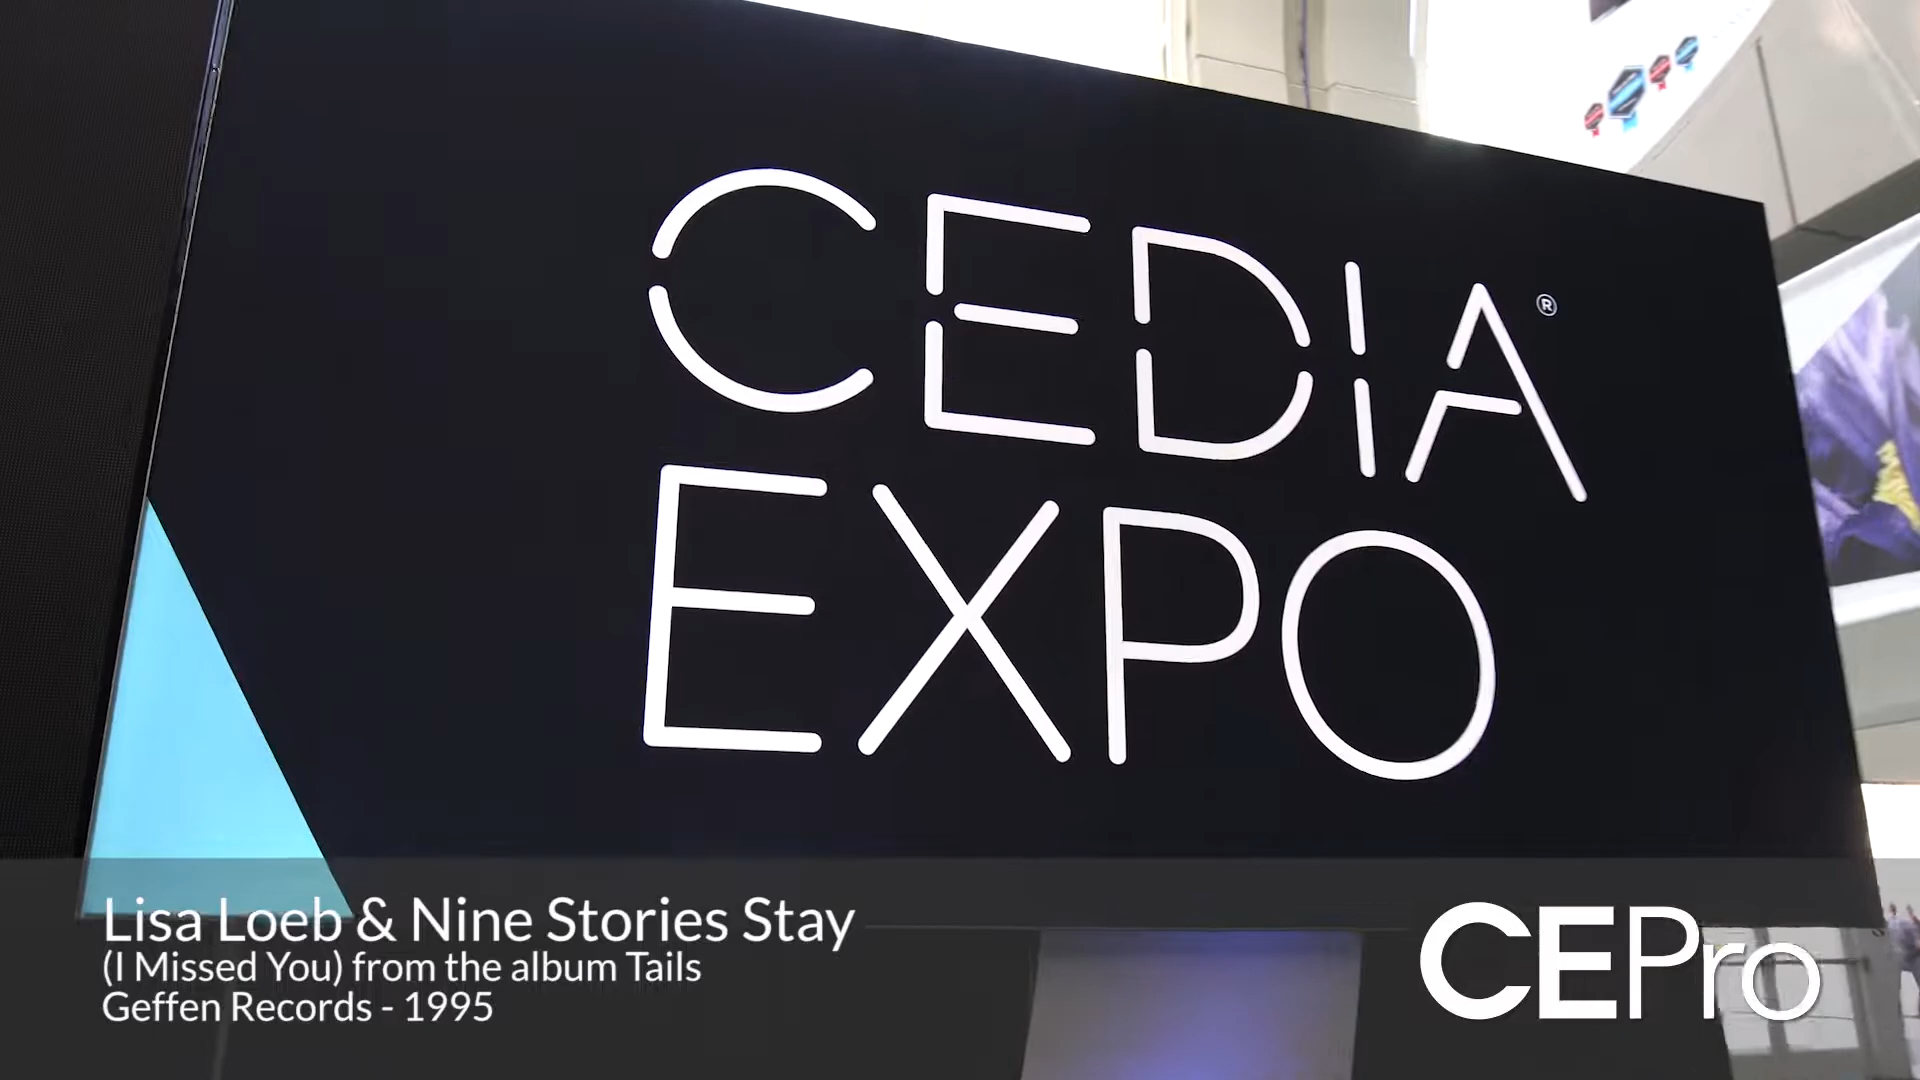 CEDIA®
EXPO
Lisa Loeb & Nine Stories Stay
(I Missed You) from the album Tails
Geffen Records - 1995
CEPro